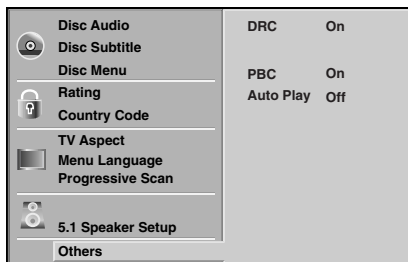 Disc Audio
Disc Subtitle
Disc Menu
Rating
Country Code
TV Aspect
Menu Language
Progressive Scan
5.1 Speaker Setup
Others
DRC On
PBC On
Auto Play Off